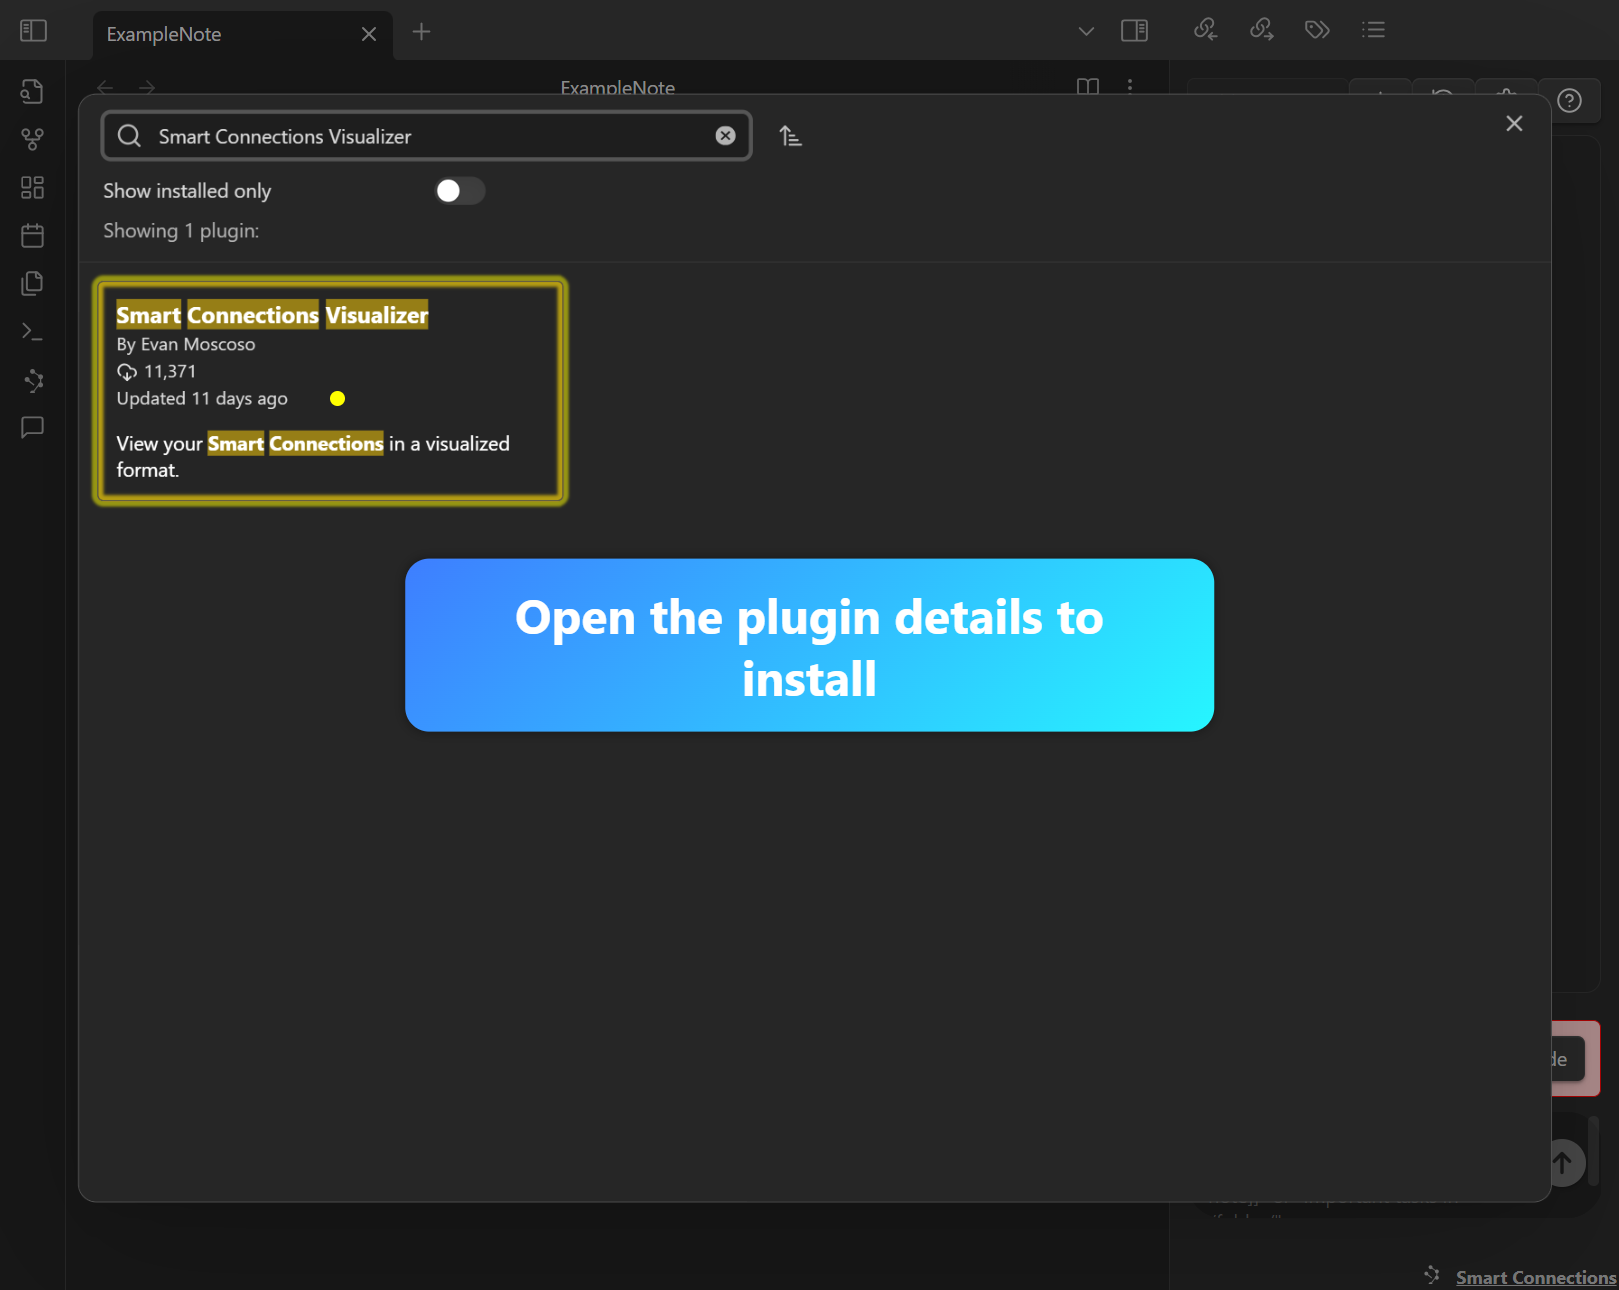 ExampleNote
ExampleNote
Smart Connections Visualizer
Show installed only
Showing 1 plugin:
Smart Connections Visualizer
By Evan Moscoso
11,371
Updated 11 days ago
View your Smart Connections in a visualized
format.
Open the plugin details to
install
de
Smart Connections